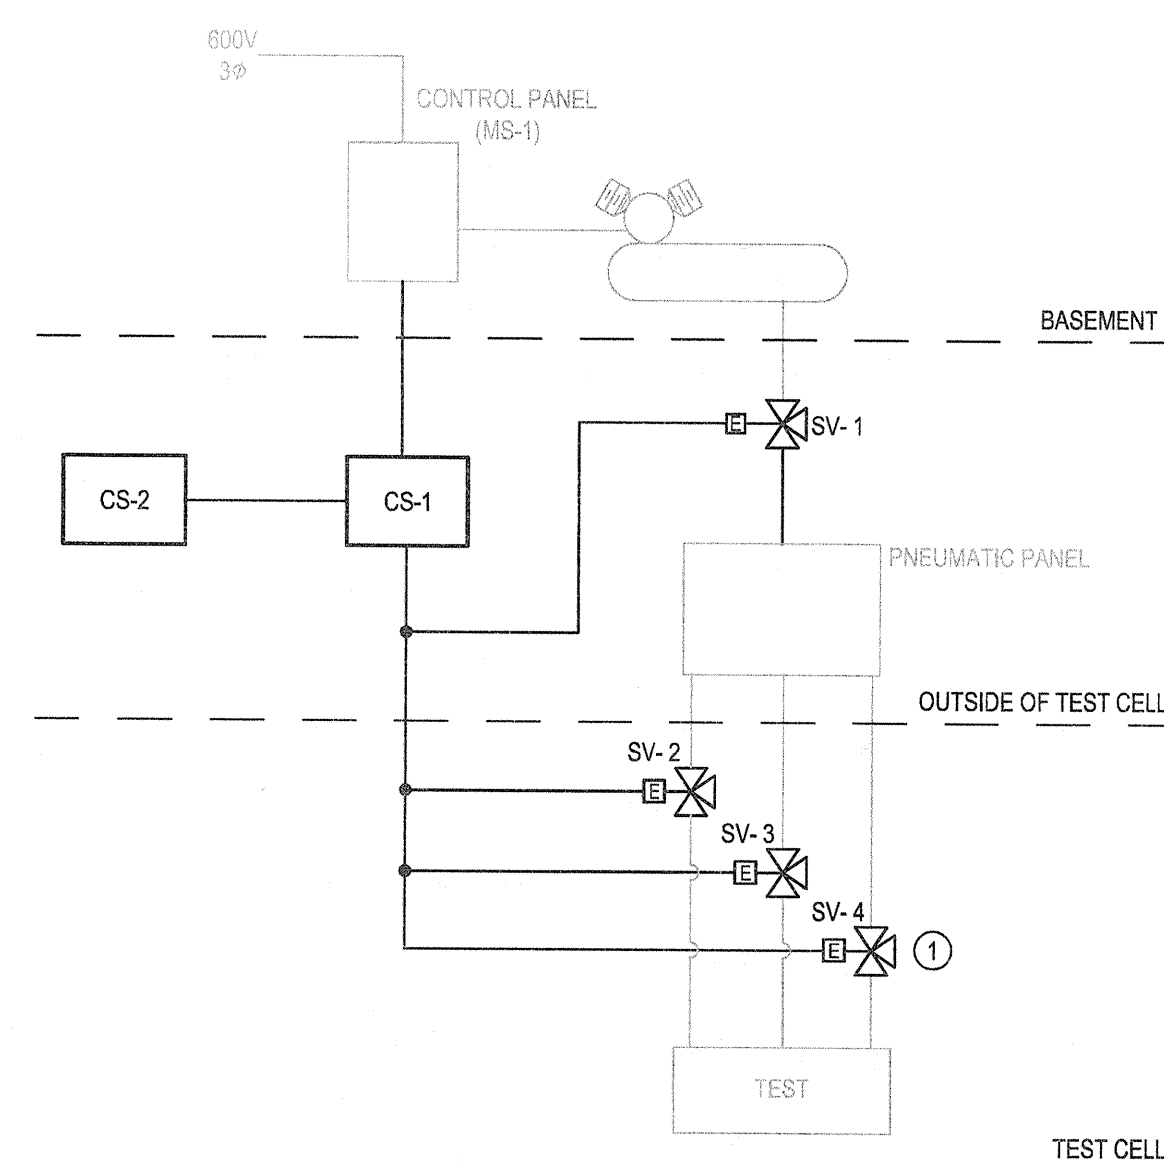 600V
3Ø
CONTROL PANEL
(MS-1)
BASEMENT
E
SV- 1
CS-2
CS-1
PNEUMATIC PANEL
OUTSIDE OF TEST CELL
SV- 2
E
SV- 3
E
SV- 4
E
1
TEST
TEST CELL